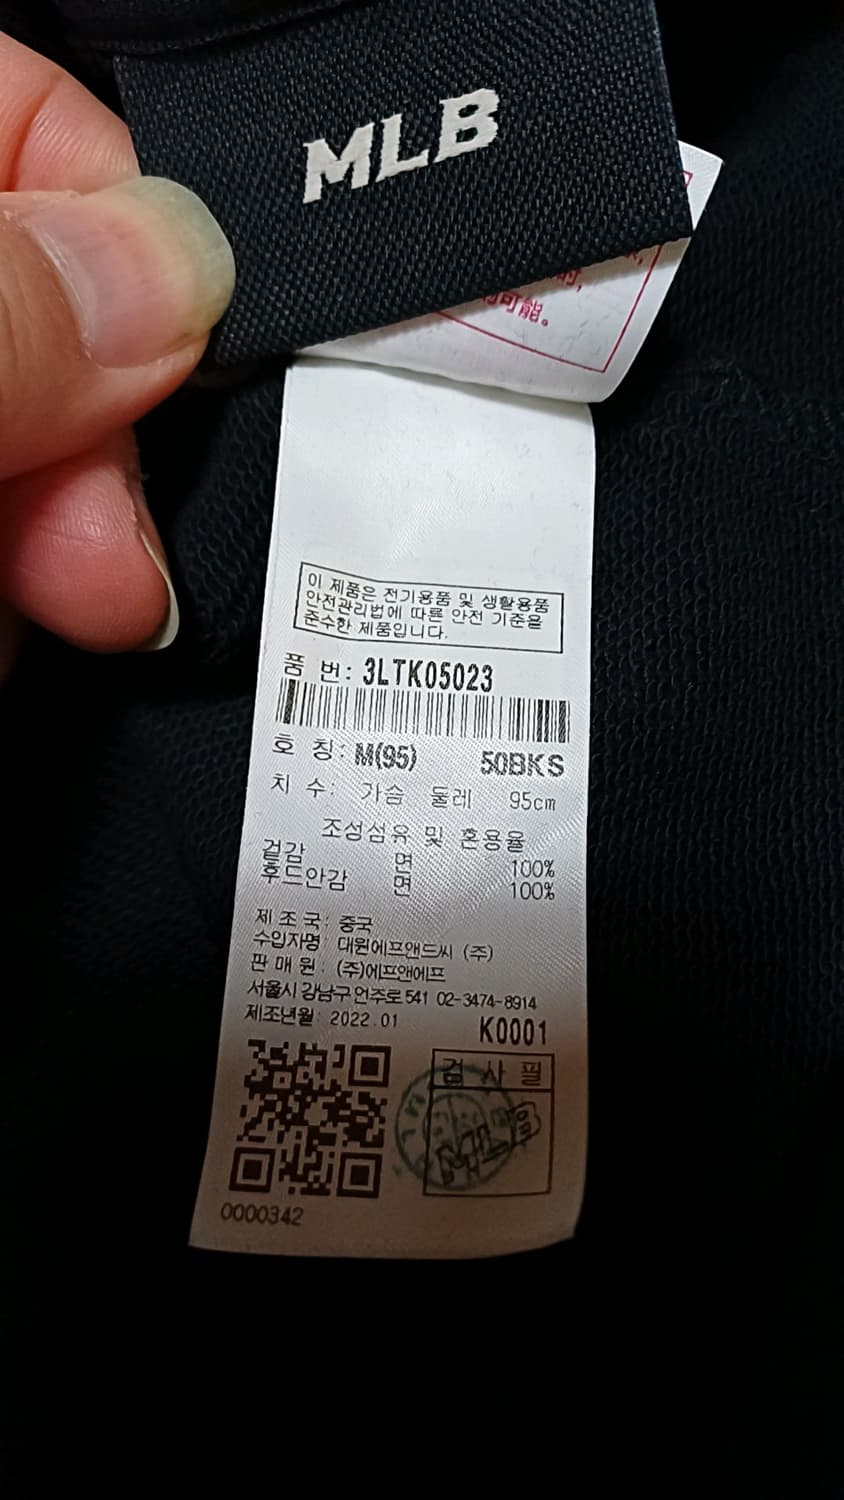 MLB
可能。
이 제품은 전기용품 및 생활용품
안전관리법에 따른 안전 기준을
준수한 제품입니다.
품 번: 3LTK05023
호 칭: M(95) 50BKS
치 수: 가슴 둘레 95cm
조성섬유 및 혼용율
겉감 면 100%
후드안감 면 100%
제 조 국: 중국
수입자명: 대원에프앤드씨 (주)
판 매 원: (주)에프앤에프
서울시 강남구 언주로 541 02-3474-8914
제조년월: 2022.01
K0001
검 사 필
MLB
0000342